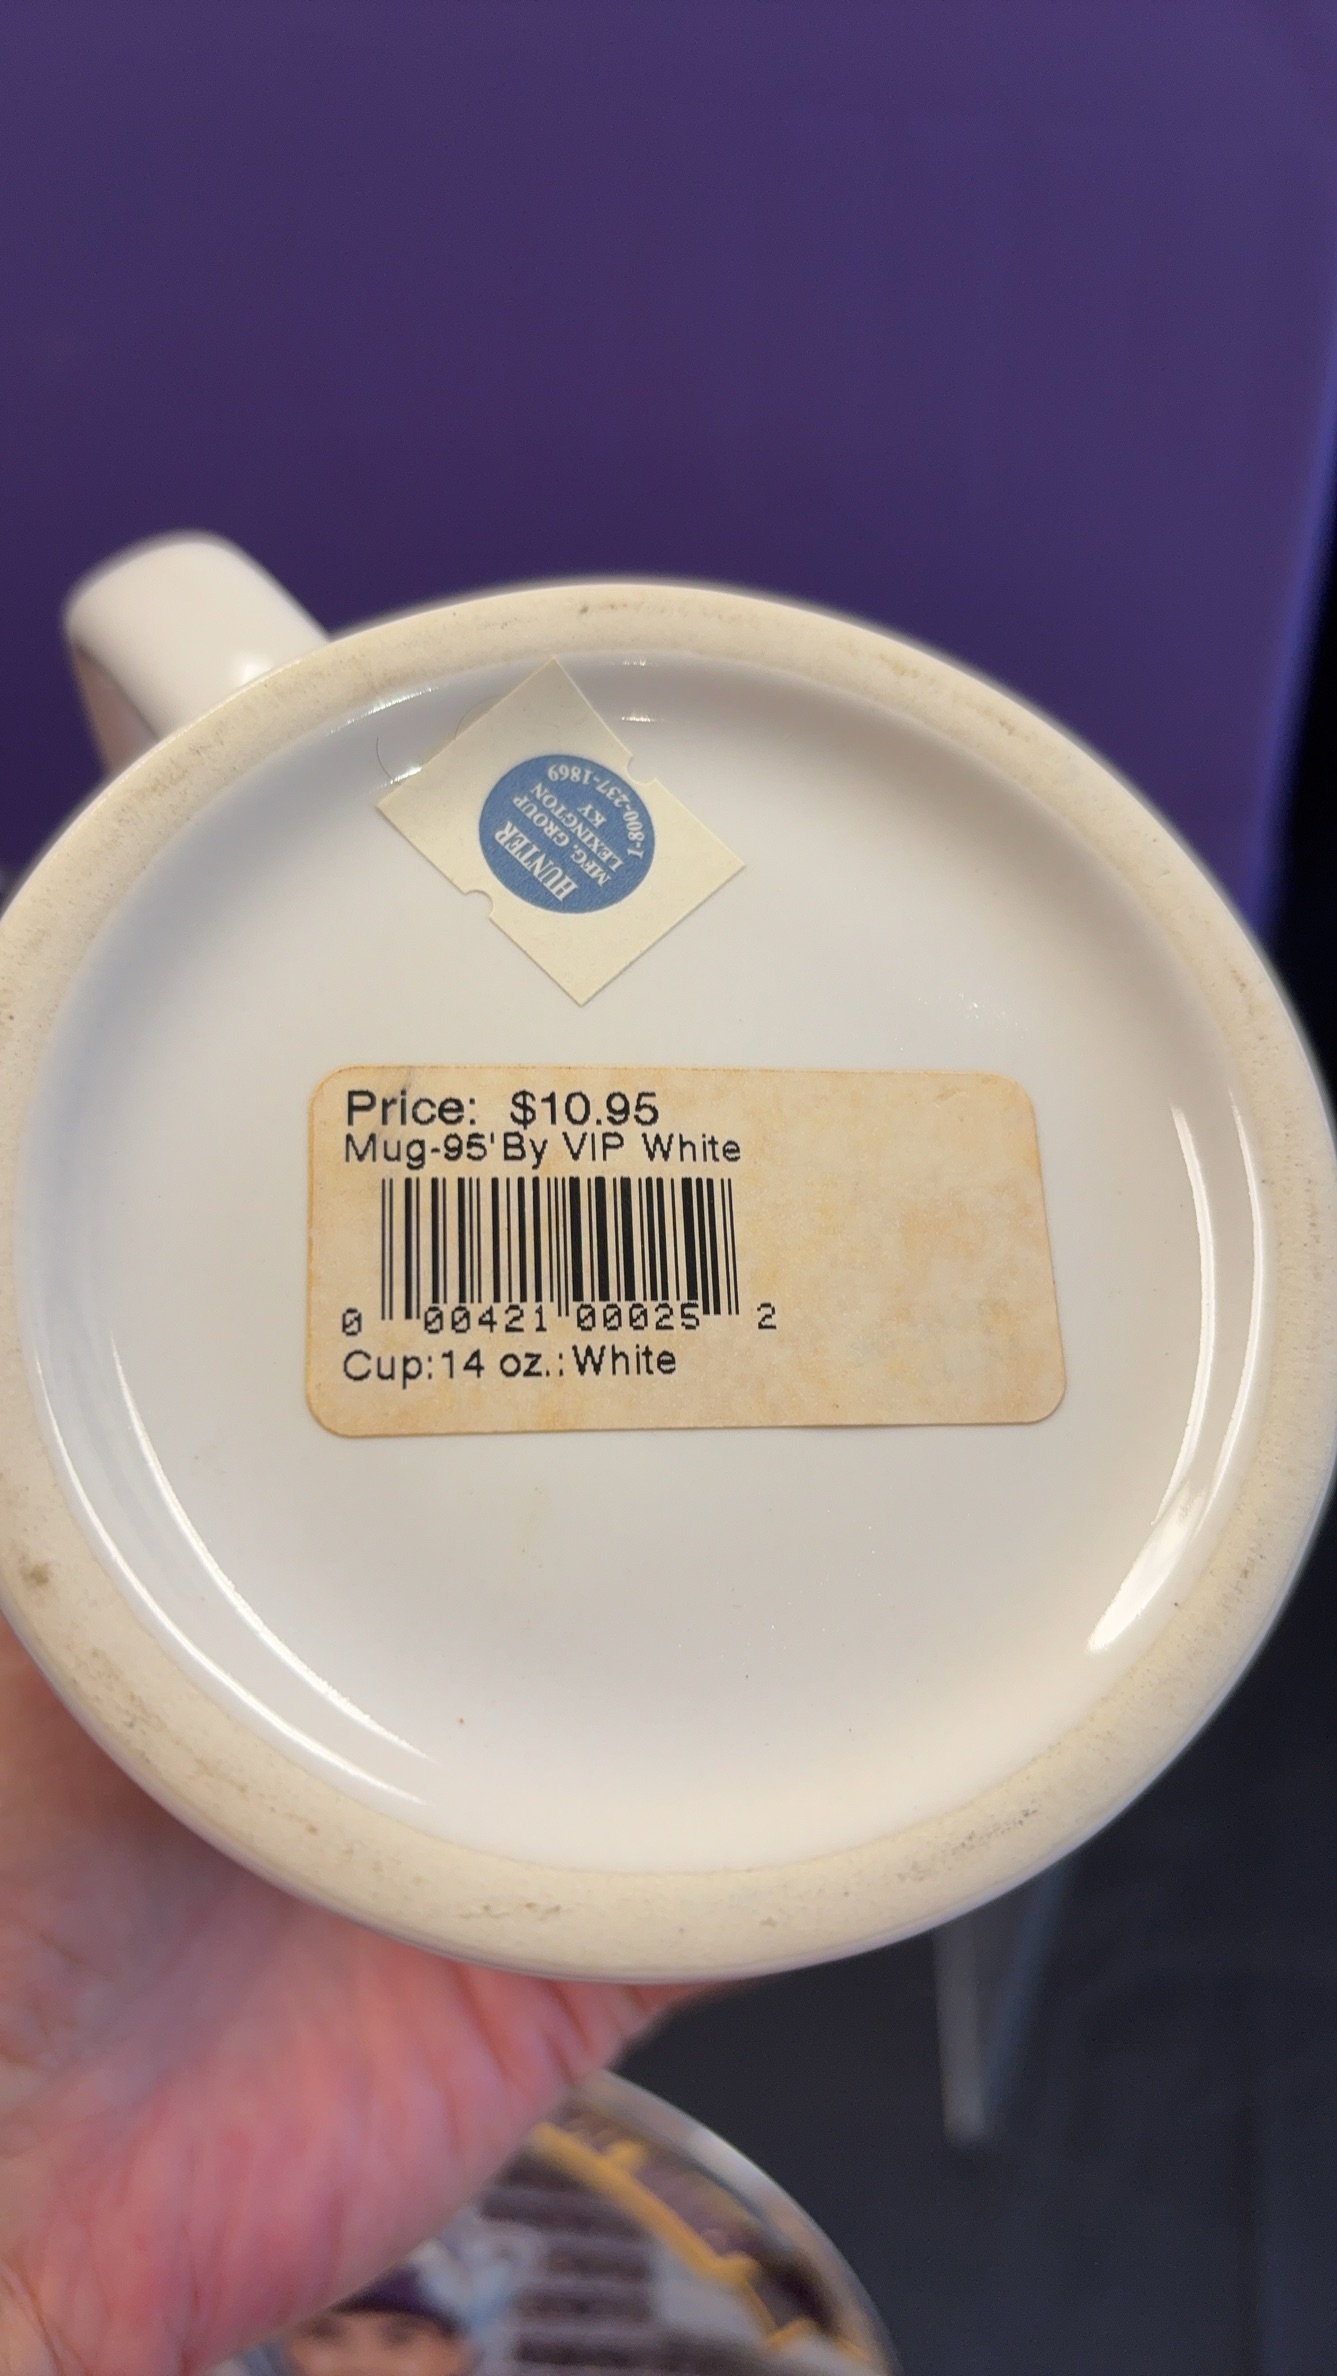 HUNTER
MFG. GROUP
LEXINGTON
KY
1-800-237-1869
Price: $10.95
Mug-95'By VIP White
0 00421 00025 2
Cup:14 oz.:White